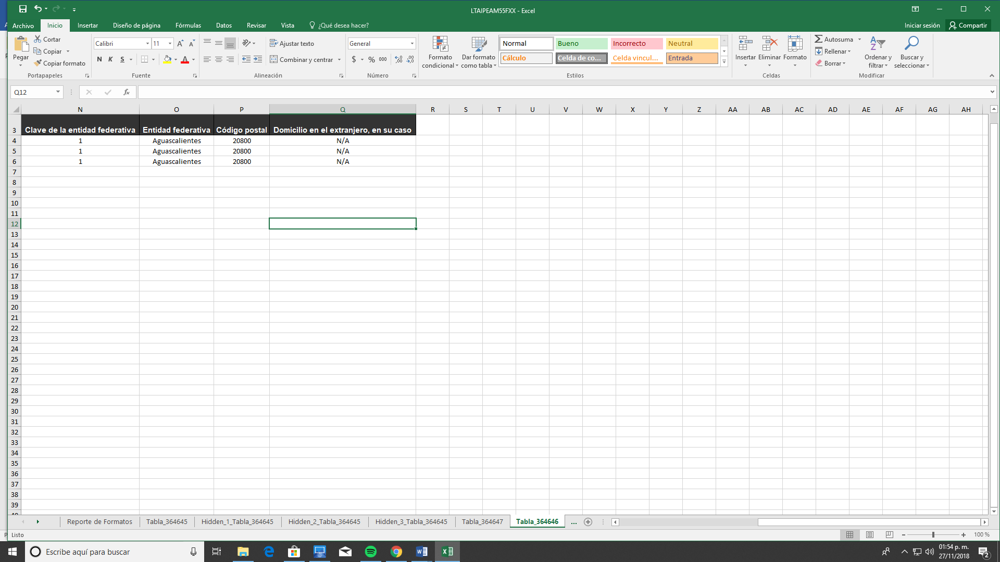 LTAIPEAM55FXX - Excel
Archivo Inicio Insertar Diseño de página Fórmulas Datos Revisar Vista ¿Qué desea hacer? Iniciar sesión Compartir
Pegar
Cortar
Copiar
Copiar formato
Portapapeles
Calibri 11
N K S
Fuente
Ajustar texto
Combinar y centrar
Alineación
General
$ % 000
Número
Formato condicional
Dar formato como tabla
Normal Bueno Incorrecto Neutral
Cálculo Celda de co... Celda vincul... Entrada
Estilos
Insertar Eliminar Formato
Celdas
Autosuma
Rellenar
Borrar
Ordenar y filtrar
Buscar y seleccionar
Modificar
Q12 fx
N O P Q R S T U V W X Y Z AA AB AC AD AE AF AG AH
3 Clave de la entidad federativa Entidad federativa Código postal Domicilio en el extranjero, en su caso
4 1 Aguascalientes 20800 N/A
5 1 Aguascalientes 20800 N/A
6 1 Aguascalientes 20800 N/A
7
8
9
10
11
12
13
14
15
16
17
18
19
20
21
22
23
24
25
26
27
28
29
30
31
32
33
34
35
36
37
38
39
Reporte de Formatos Tabla_364645 Hidden_1_Tabla_364645 Hidden_2_Tabla_364645 Hidden_3_Tabla_364645 Tabla_364647 Tabla_364646 ...
Listo 100 %
Escribe aquí para buscar
01:54 p. m.
27/11/2018
2